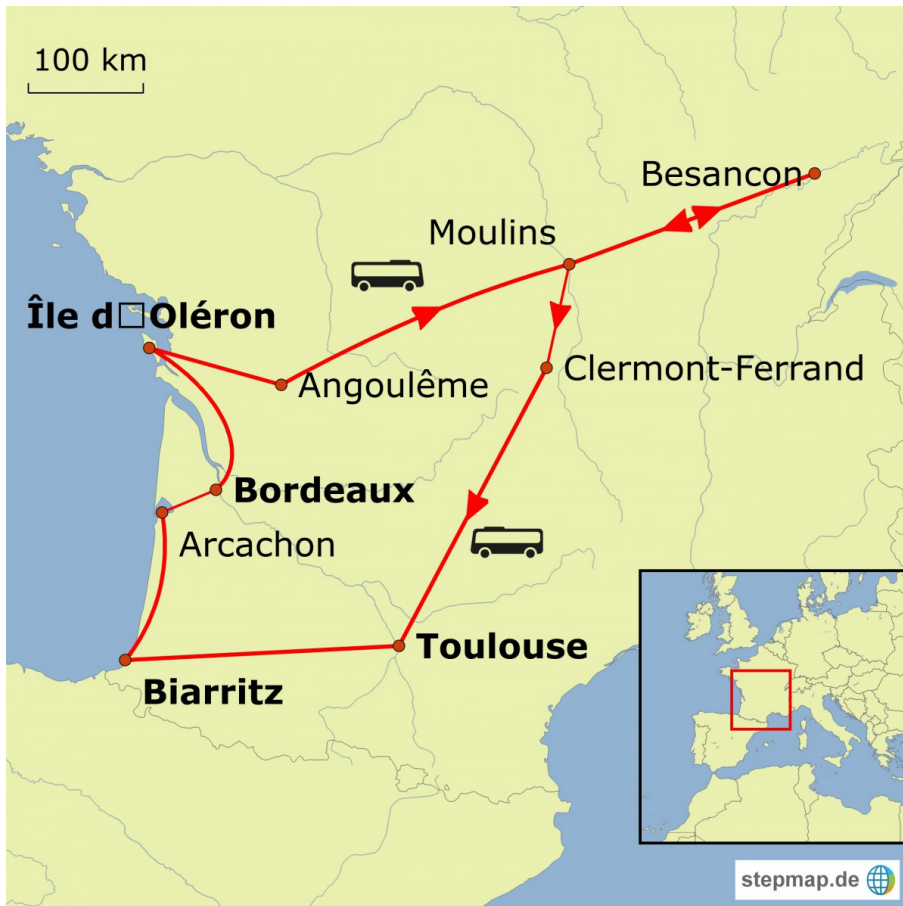 100 km
Besancon
Moulins
Île d□Oléron
Angoulême
Clermont-Ferrand
Bordeaux
Arcachon
Toulouse
Biarritz
stepmap.de